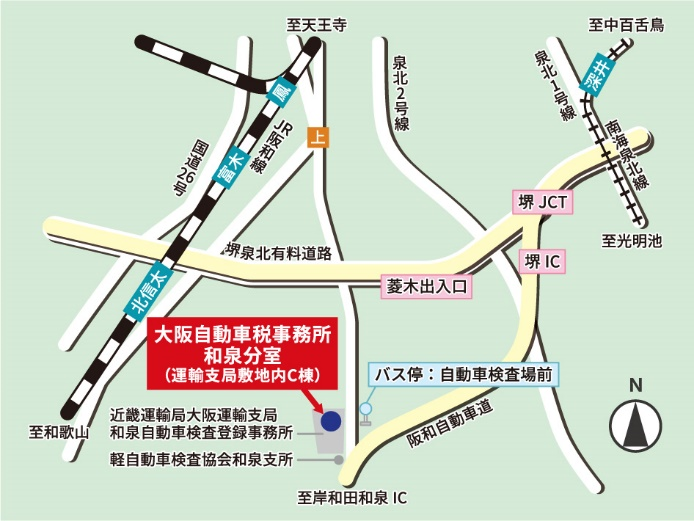 至天王寺
至中百舌鳥
泉北2号線
泉北1号線
深井
鳳
JR阪和線
上
国道26号
富木
南海泉北線
堺 JCT
至光明池
堺泉北有料道路
堺 IC
北信太
菱木出入口
大阪自動車税事務所
和泉分室
（運輸支局敷地内C棟）
バス停：自動車検査場前
N
近畿運輸局大阪運輸支局
和泉自動車検査登録事務所
至和歌山
阪和自動車道
軽自動車検査協会和泉支所
至岸和田和泉 IC